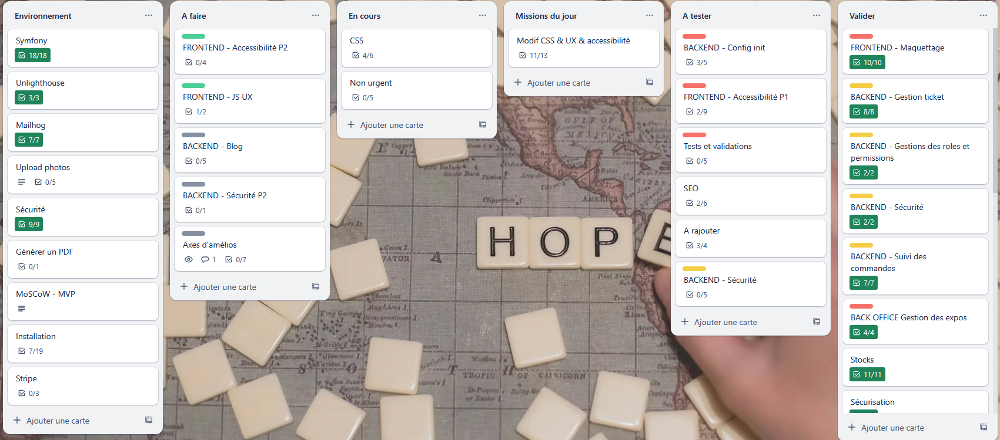 Environnement
Symfony
18/18
Unlighthouse
3/3
Mailhog
7/7
Upload photos
0/5
Sécurité
9/9
Générer un PDF
0/1
MoSCoW - MVP
Installation
7/19
Stripe
0/3
Ajouter une carte
A faire
FRONTEND - Accessibilité P2
0/4
FRONTEND - JS UX
1/2
BACKEND - Blog
0/5
BACKEND - Sécurité P2
0/1
Axes d'amélios
1 0/7
Ajouter une carte
En cours
CSS
4/6
Non urgent
0/5
Ajouter une carte
Missions du jour
Modif CSS & UX & accessibilité
11/13
Ajouter une carte
A tester
BACKEND - Config init
3/5
FRONTEND - Accessibilité P1
2/9
Tests et validations
0/5
SEO
2/6
A rajouter
3/4
BACKEND - Sécurité
0/5
Ajouter une carte
Valider
FRONTEND - Maquettage
10/10
BACKEND - Gestion ticket
8/8
BACKEND - Gestions des roles et
permissions
2/2
BACKEND - Sécurité
2/2
BACKEND - Suivi des
commandes
7/7
BACK OFFICE Gestion des expos
4/4
Stocks
11/11
Sécurisation
Ajouter une carte
GULF OF
MEXICO
AMERICA
HOPE
TROPIC OF CAPRICORN